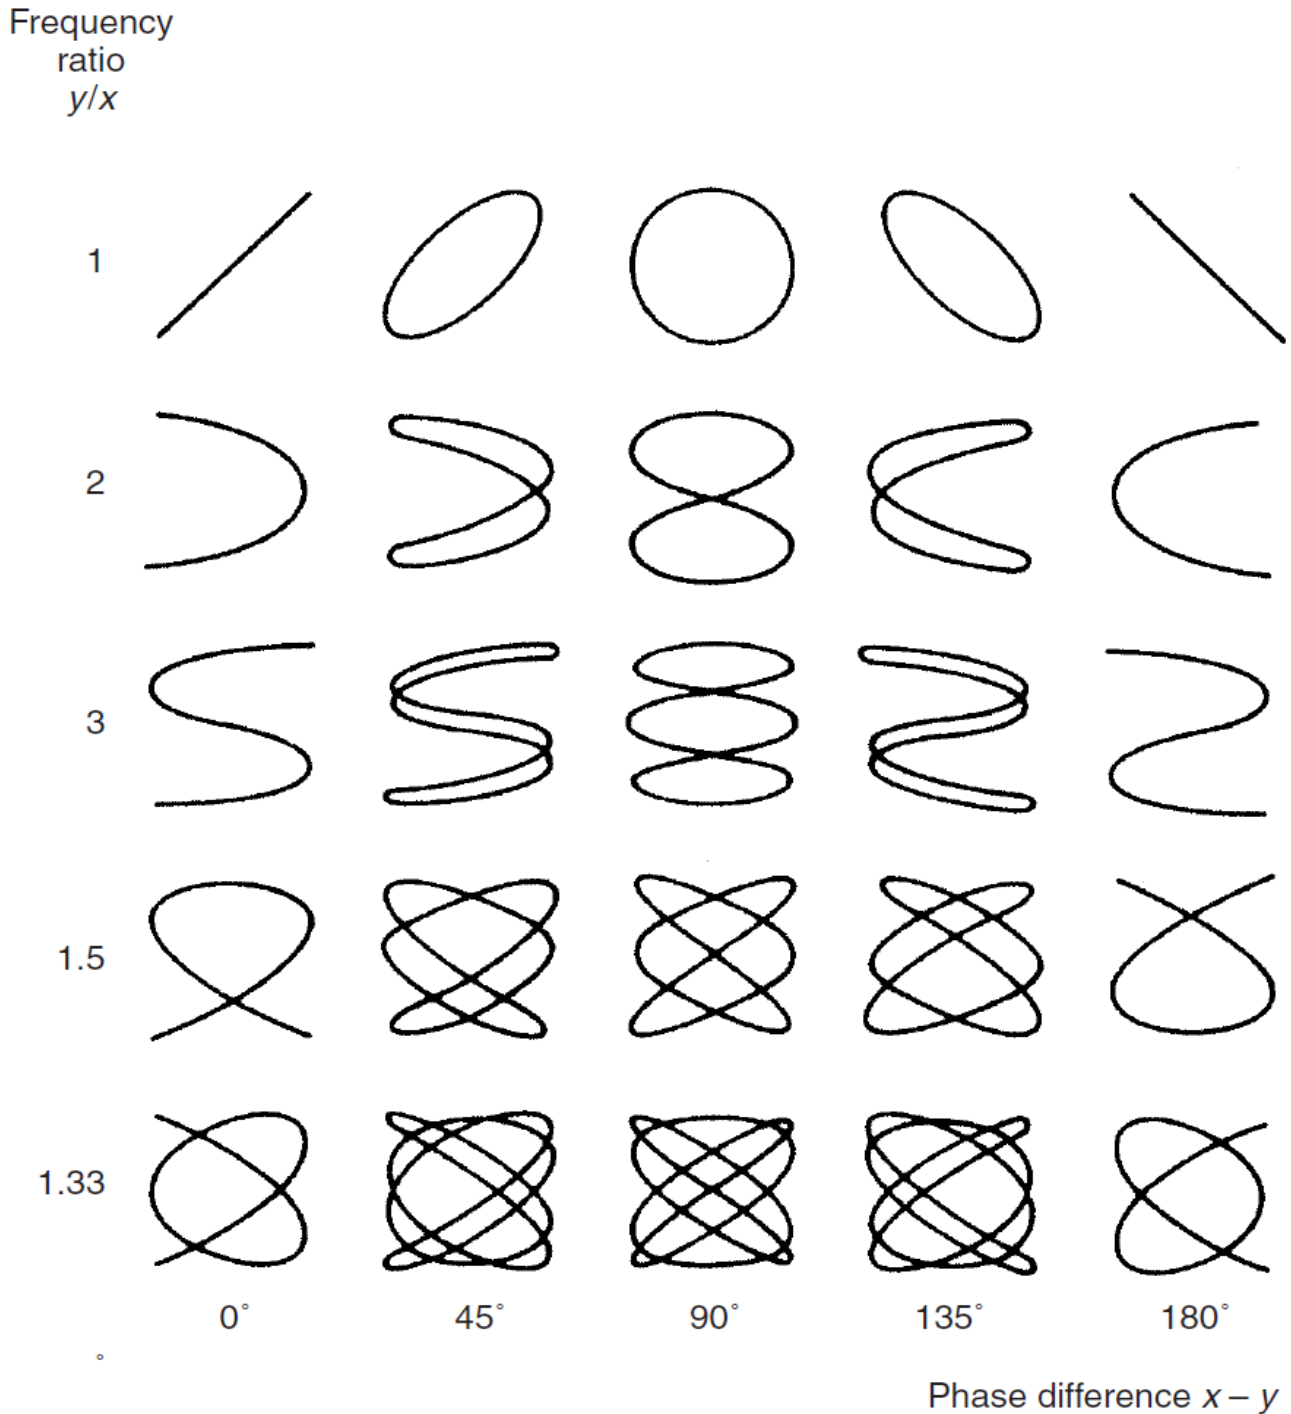 Frequency
ratio
y/x
1
2
3
1.5
1.33
0° 45° 90° 135° 180°
°
Phase difference x – y